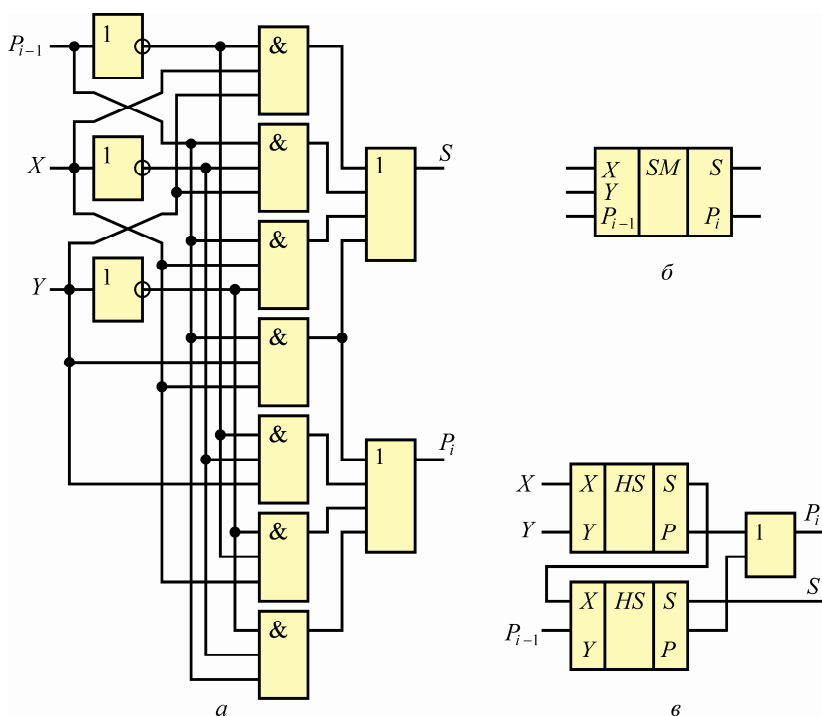 P_{i-1} 1 &
X 1 &
1 S
Y 1 &
&
&
1 P_i
&
&
а
X SM S
Y
P_{i-1} P_i
б
X X HS S
Y Y P
1 P_i
X HS S S
P_{i-1} Y P
в